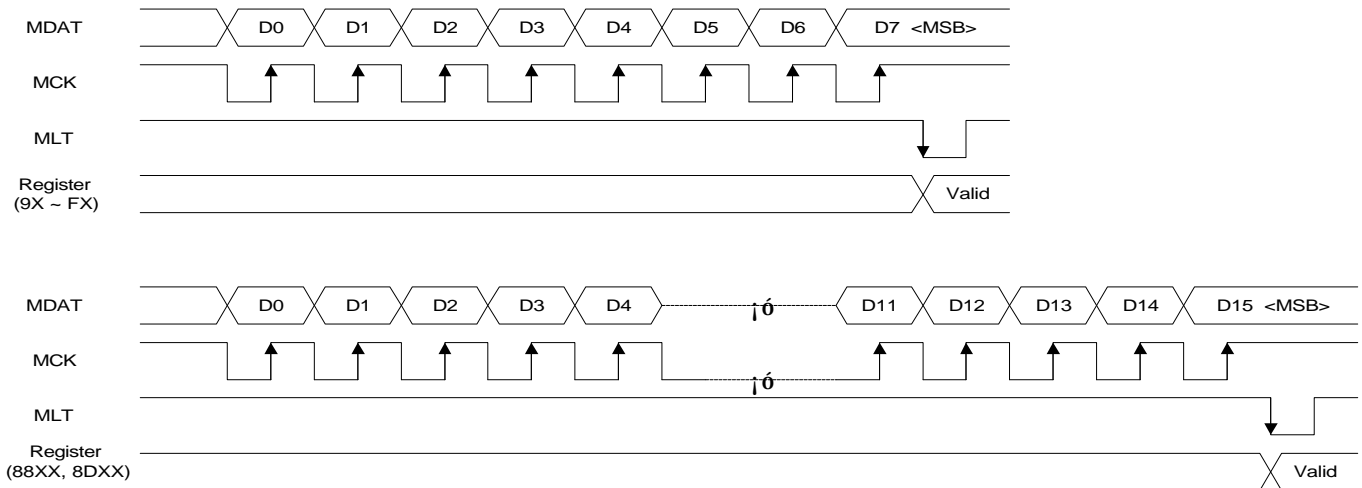 MDAT D0 D1 D2 D3 D4 D5 D6 D7 <MSB>
MCK
MLT
Register
(9X ~ FX) Valid
MDAT D0 D1 D2 D3 D4 ¡ó D11 D12 D13 D14 D15 <MSB>
MCK ¡ó
MLT
Register
(88XX, 8DXX) Valid